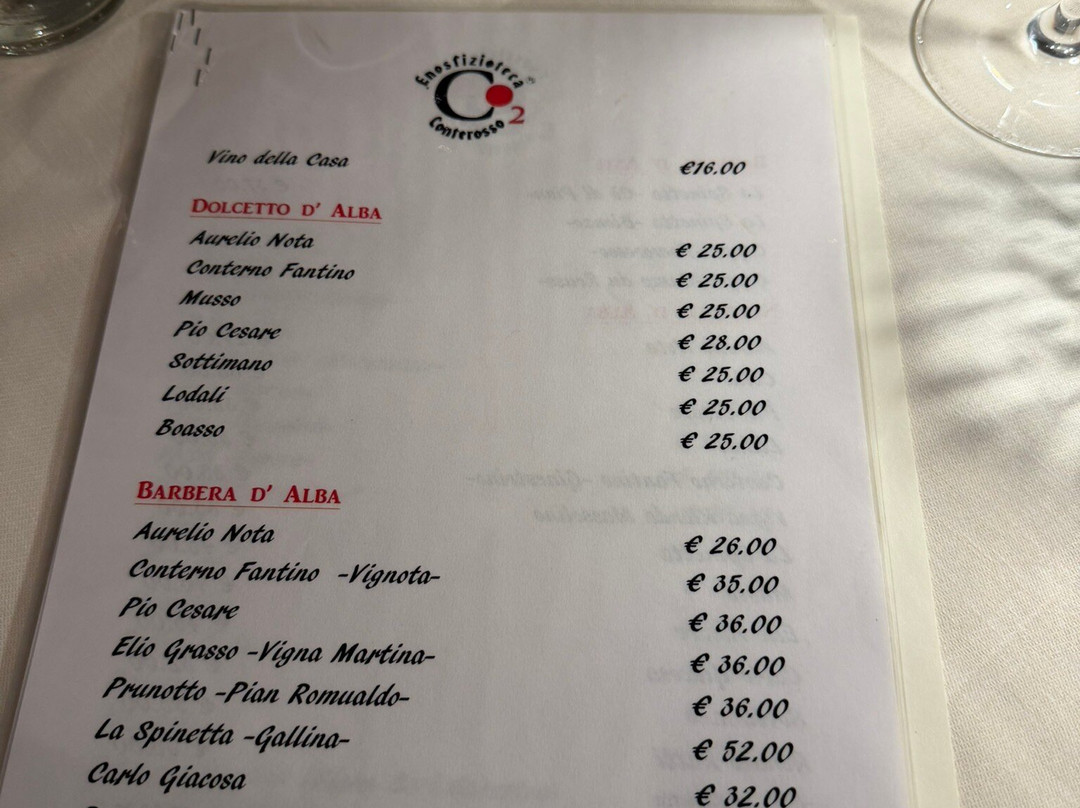 Enosfizioteca
Conterosso
C 2
Vino della Casa €16.00
DOLCETTO D' ALBA
Aurelio Nota € 25.00
Conterno Fantino € 25.00
Musso € 25.00
Pio Cesare € 28.00
Sottimano € 25.00
Lodali € 25.00
Boasso € 25.00
BARBERA D' ALBA
Aurelio Nota € 26.00
Conterno Fantino -Vignota- € 35.00
Pio Cesare € 36.00
Elio Grasso -Vigna Martina- € 36.00
Prunotto -Pian Romualdo- € 36.00
La Spinetta -Gallina- € 52.00
Carlo Giacosa € 32.00